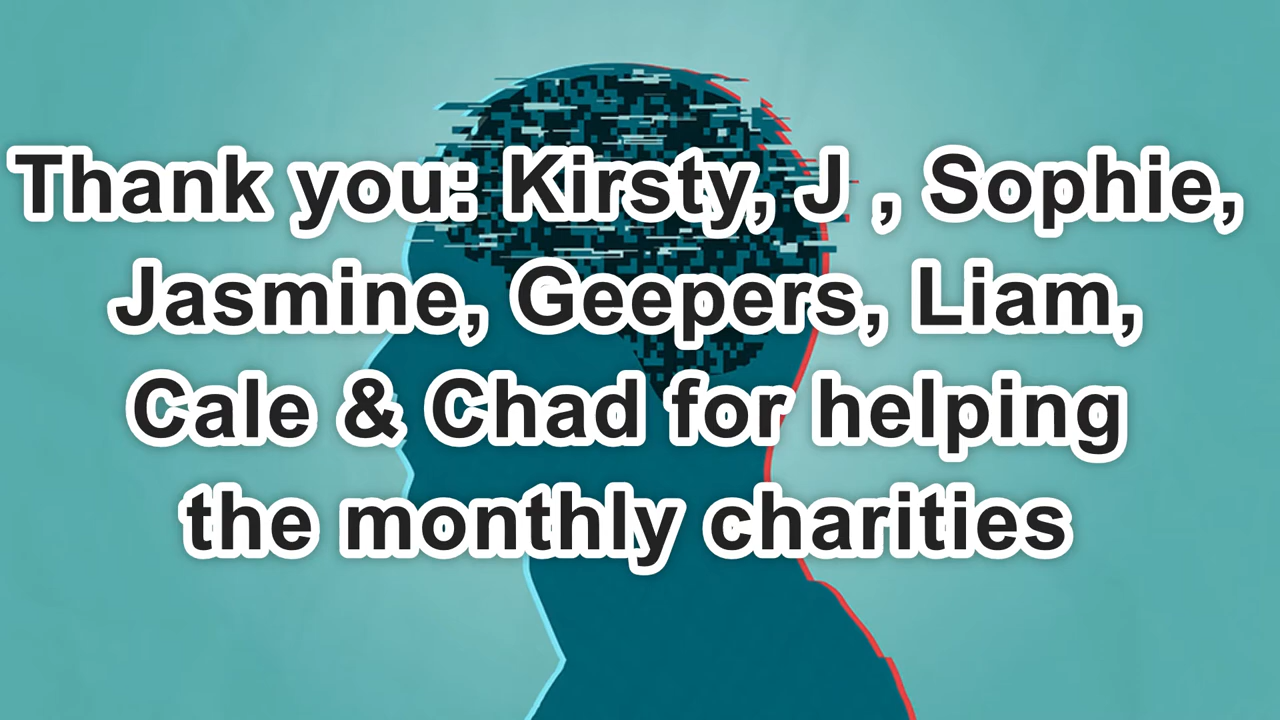 Thank you: Kirsty, J , Sophie,
Jasmine, Geepers, Liam,
Cale & Chad for helping
the monthly charities